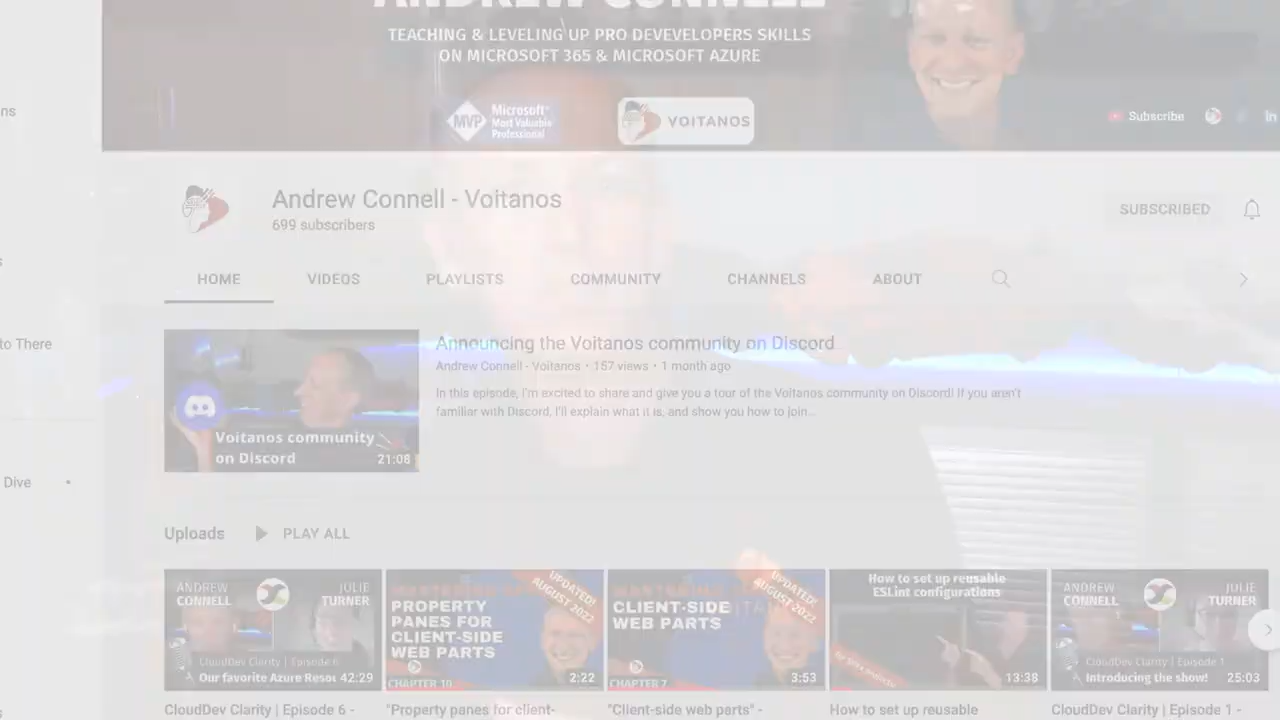 ANDREW CONNELL
TEACHING & LEVELING UP PRO DEVEVELOPERS SKILLS
ON MICROSOFT 365 & MICROSOFT AZURE
MVP
Microsoft®
Most Valuable
Professional
VOITANOS
Subscribe
in
ns
Andrew Connell - Voitanos
699 subscribers
SUBSCRIBED
s
HOME VIDEOS PLAYLISTS COMMUNITY CHANNELS ABOUT
to There
Announcing the Voitanos community on Discord
Andrew Connell - Voitanos • 157 views • 1 month ago
In this episode, I'm excited to share and give you a tour of the Voitanos community on Discord! If you aren't
familiar with Discord, I'll explain what it is, and show you how to join...
Voitanos community
on Discord
21:08
Dive •
Uploads PLAY ALL
ANDREW
CONNELL
JULIE
TURNER
CloudDev Clarity | Episode 6
Our favorite Azure Resou
42:29
UPDATED!
AUGUST 2022
PROPERTY
PANES FOR
CLIENT-SIDE
WEB PARTS
CHAPTER 10
2:22
UPDATED!
AUGUST 2022
CLIENT-SIDE
WEB PARTS
CHAPTER 7
3:53
How to set up reusable
ESLint configurations
for SPFx projects
13:38
ANDREW
CONNELL
JULIE
TURNER
CloudDev Clarity | Episode 1
Introducing the show!
25:03
CloudDev Clarity | Episode 6 -
"Property panes for client-
"Client-side web parts" -
How to set up reusable
CloudDev Clarity | Episode 1 -